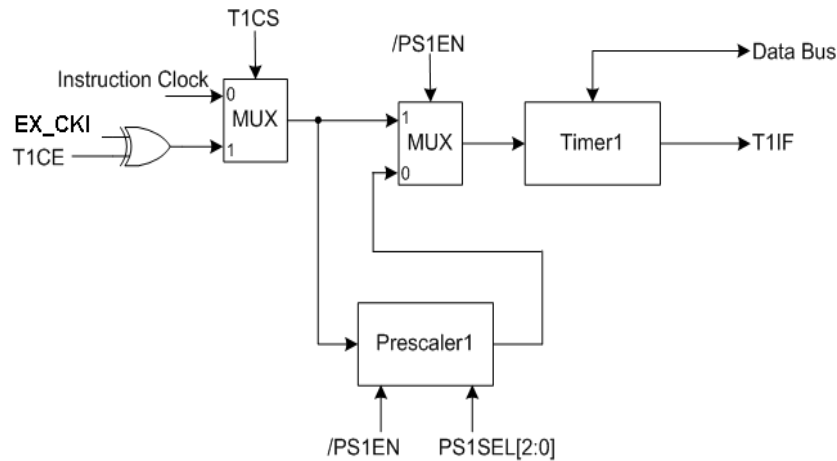 T1CS
/PS1EN
Data Bus
Instruction Clock
0
MUX
EX_CKI
T1CE
1
1
MUX
0
Timer1
T1IF
Prescaler1
/PS1EN
PS1SEL[2:0]